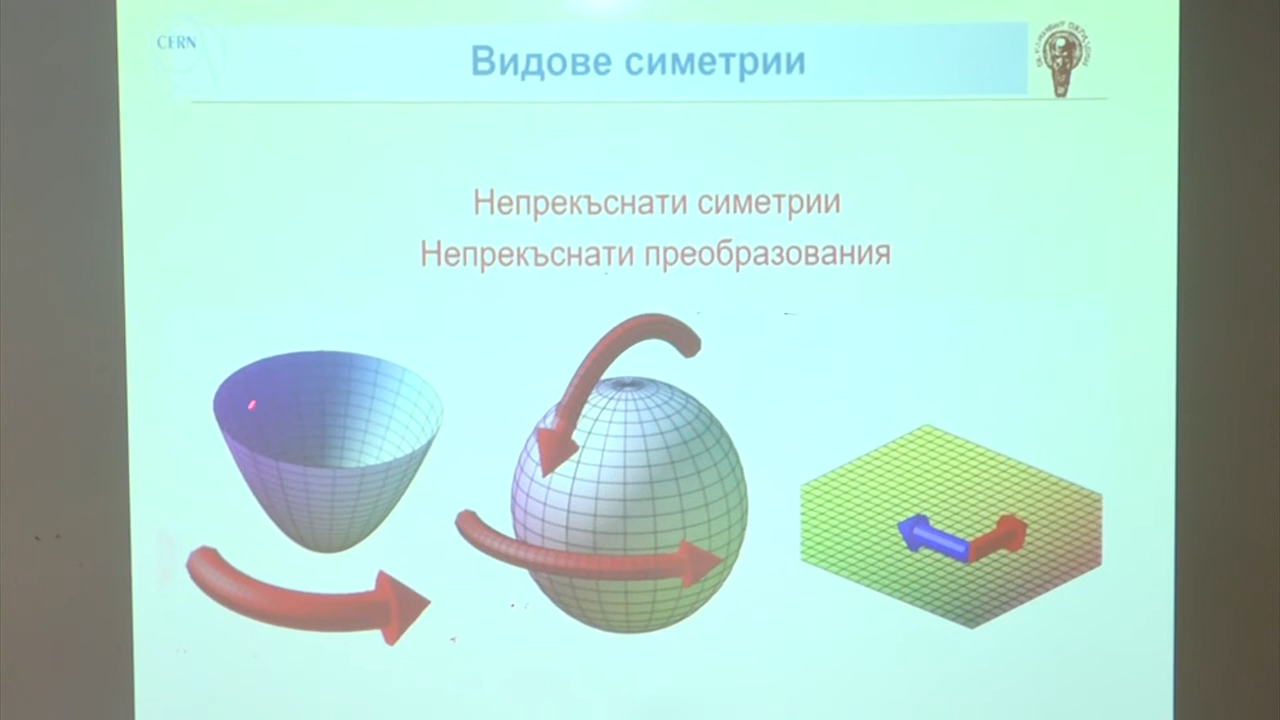 CERN
Видове симетрии
Непрекъснати симетрии
Непрекъснати преобразования